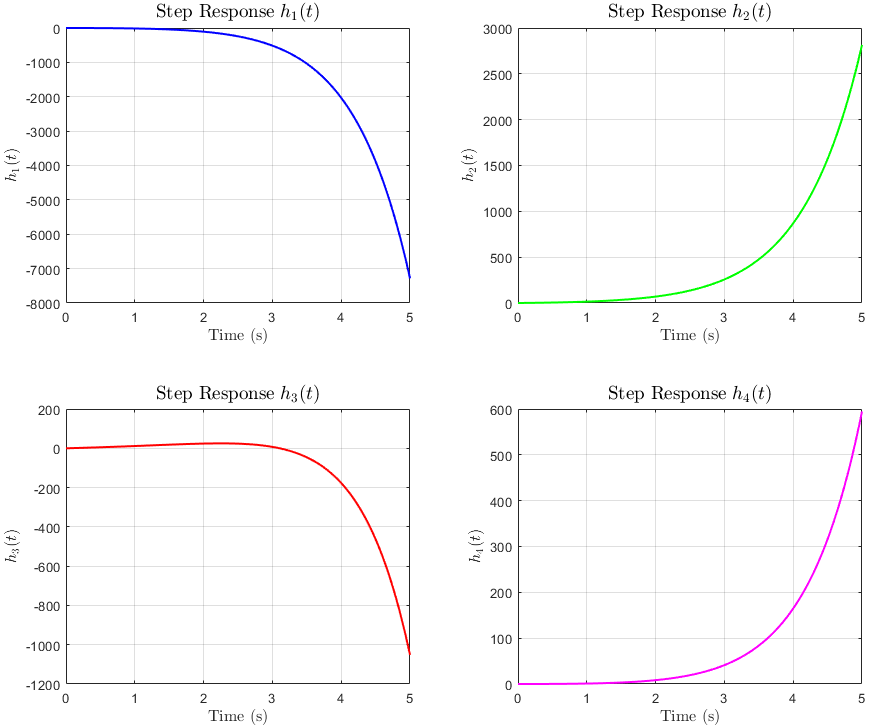 Step Response h₁(t)
0
-1000
-2000
-3000
-4000
-5000
-6000
-7000
-8000
h₁(t)
0 1 2 3 4 5
Time (s)
Step Response h₂(t)
3000
2500
2000
1500
1000
500
0
h₂(t)
0 1 2 3 4 5
Time (s)
Step Response h₃(t)
200
0
-200
-400
-600
-800
-1000
-1200
h₃(t)
0 1 2 3 4 5
Time (s)
Step Response h₄(t)
600
500
400
300
200
100
0
h₄(t)
0 1 2 3 4 5
Time (s)